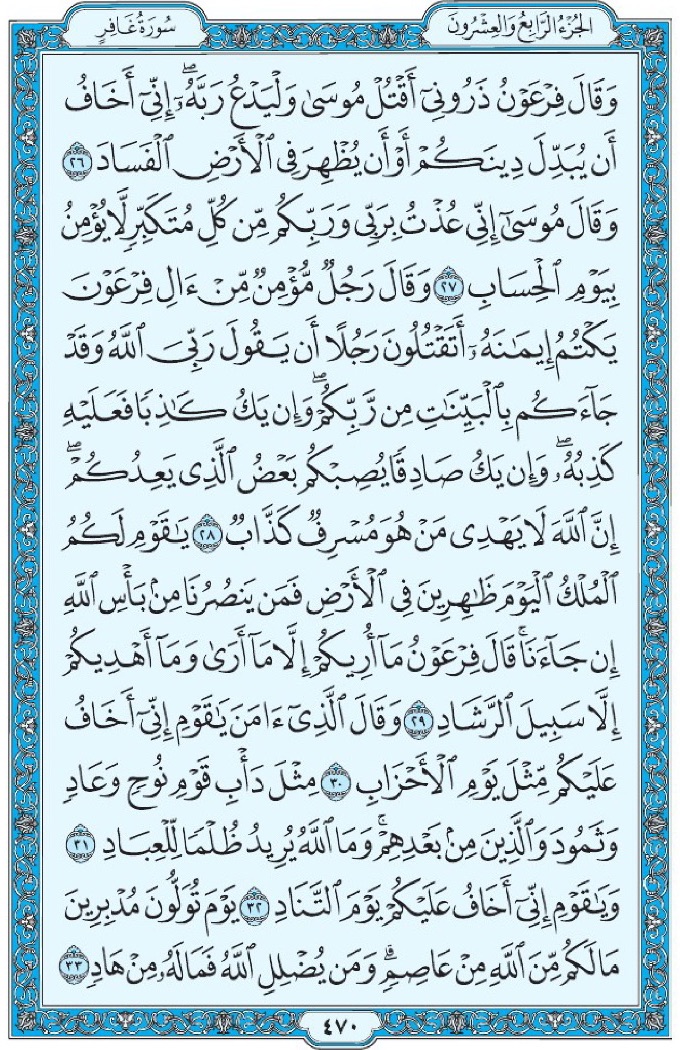 الجُزْءُ الرَّابِعُ وَالعِشْرُونَ
سُورَةُ غَافِرٍ
وَقَالَ فِرْعَوْنُ ذَرُونِيٓ أَقْتُلْ مُوسَىٰ وَلْيَدْعُ رَبَّهُۥٓۖ إِنِّيٓ أَخَافُ
أَن يُبَدِّلَ دِينَكُمْ أَوْ أَن يُظْهِرَ فِى ٱلْأَرْضِ ٱلْفَسَادَ ٢٦
وَقَالَ مُوسَىٰٓ إِنِّي عُذْتُ بِرَبِّي وَرَبِّكُم مِّن كُلِّ مُتَكَبِّرٍ لَّا يُؤْمِنُ
بِيَوْمِ ٱلْحِسَابِ ٢٧ وَقَالَ رَجُلٌ مُّؤْمِنٌ مِّنْ ءَالِ فِرْعَوْنَ
يَكْتُمُ إِيمَٰنَهُۥٓ أَتَقْتُلُونَ رَجُلًا أَن يَقُولَ رَبِّىَ ٱللَّهُ وَقَدْ
جَآءَكُم بِٱلْبَيِّنَٰتِ مِن رَّبِّكُمْۖ وَإِن يَكُ كَٰذِبًا فَعَلَيْهِ
كَذِبُهُۥۖ وَإِن يَكُ صَادِقًا يُصِبْكُم بَعْضُ ٱلَّذِى يَعِدُكُمْۖ
إِنَّ ٱللَّهَ لَا يَهْدِى مَنْ هُوَ مُسْرِفٌ كَذَّابٌ ٢٨ يَٰقَوْمِ لَكُمُ
ٱلْمُلْكُ ٱلْيَوْمَ ظَٰهِرِينَ فِى ٱلْأَرْضِ فَمَن يَنصُرُنَا مِنۢ بَأْسِ ٱللَّهِ
إِن جَآءَنَاۚ قَالَ فِرْعَوْنُ مَآ أُرِيكُمْ إِلَّا مَآ أَرَىٰ وَمَآ أَهْدِيكُمْ
إِلَّا سَبِيلَ ٱلرَّشَادِ ٢٩ وَقَالَ ٱلَّذِىٓ ءَامَنَ يَٰقَوْمِ إِنِّىٓ أَخَافُ
عَلَيْكُم مِّثْلَ يَوْمِ ٱلْأَحْزَابِ ٣٠ مِثْلَ دَأْبِ قَوْمِ نُوحٍ وَعَادٍ
وَثَمُودَ وَٱلَّذِينَ مِنۢ بَعْدِهِمْۚ وَمَا ٱللَّهُ يُرِيدُ ظُلْمًا لِّلْعِبَادِ ٣١
وَيَٰقَوْمِ إِنِّىٓ أَخَافُ عَلَيْكُمْ يَوْمَ ٱلتَّنَادِ ٣٢ يَوْمَ تُوَلُّونَ مُدْبِرِينَ
مَا لَكُم مِّنَ ٱللَّهِ مِنْ عَاصِمٍۗ وَمَن يُضْلِلِ ٱللَّهُ فَمَا لَهُۥ مِنْ هَادٍ ٣٣
٤٧٠